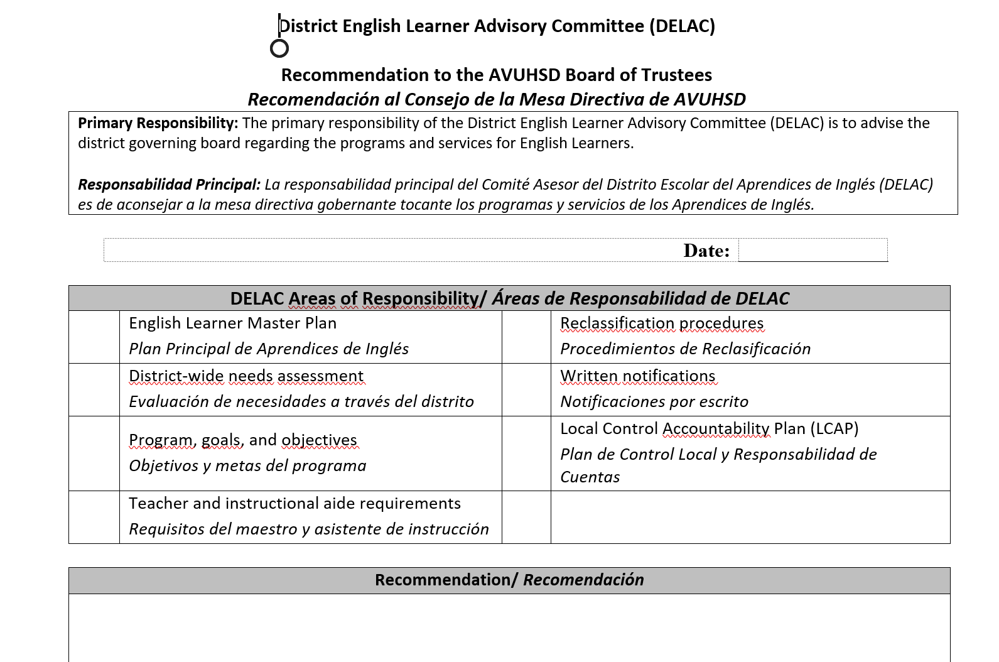 District English Learner Advisory Committee (DELAC)
Recommendation to the AVUHSD Board of Trustees
Recomendación al Consejo de la Mesa Directiva de AVUHSD
Primary Responsibility: The primary responsibility of the District English Learner Advisory Committee (DELAC) is to advise the
district governing board regarding the programs and services for English Learners.
Responsabilidad Principal: La responsabilidad principal del Comité Asesor del Distrito Escolar del Aprendices de Inglés (DELAC)
es de aconsejar a la mesa directiva gobernante tocante los programas y servicios de los Aprendices de Inglés.
Date:
DELAC Areas of Responsibility/ Áreas de Responsabilidad de DELAC
English Learner Master Plan
Plan Principal de Aprendices de Inglés
Reclassification procedures
Procedimientos de Reclasificación
District-wide needs assessment
Evaluación de necesidades a través del distrito
Written notifications
Notificaciones por escrito
Program, goals, and objectives
Objetivos y metas del programa
Local Control Accountability Plan (LCAP)
Plan de Control Local y Responsabilidad de
Cuentas
Teacher and instructional aide requirements
Requisitos del maestro y asistente de instrucción
Recommendation/ Recomendación